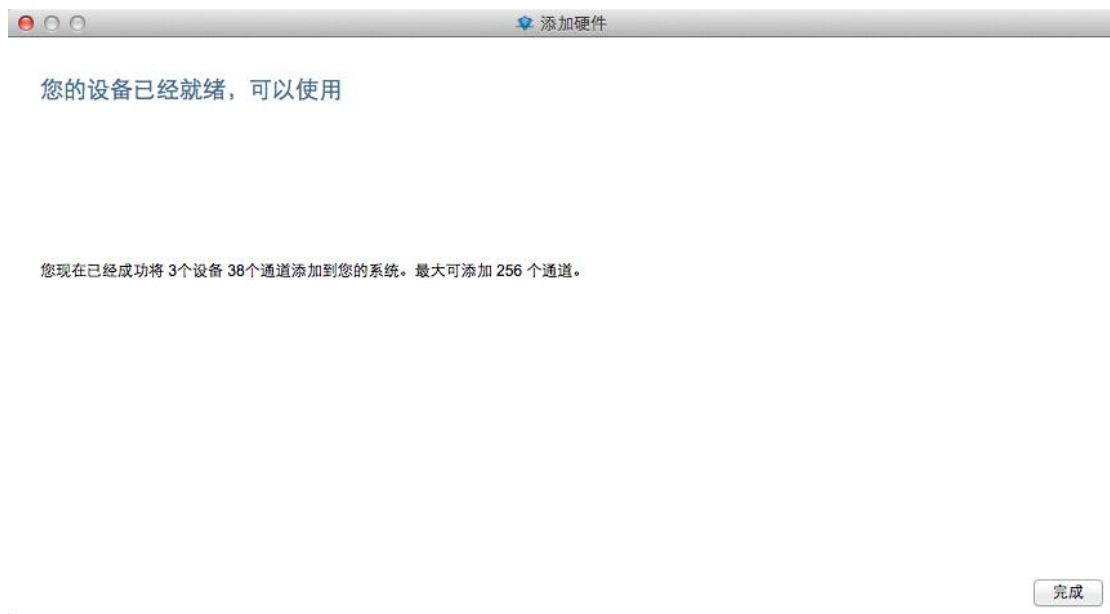 添加硬件
您的设备已经就绪，可以使用
您现在已经成功将 3个设备 38个通道添加到您的系统。最大可添加 256 个通道。
完成